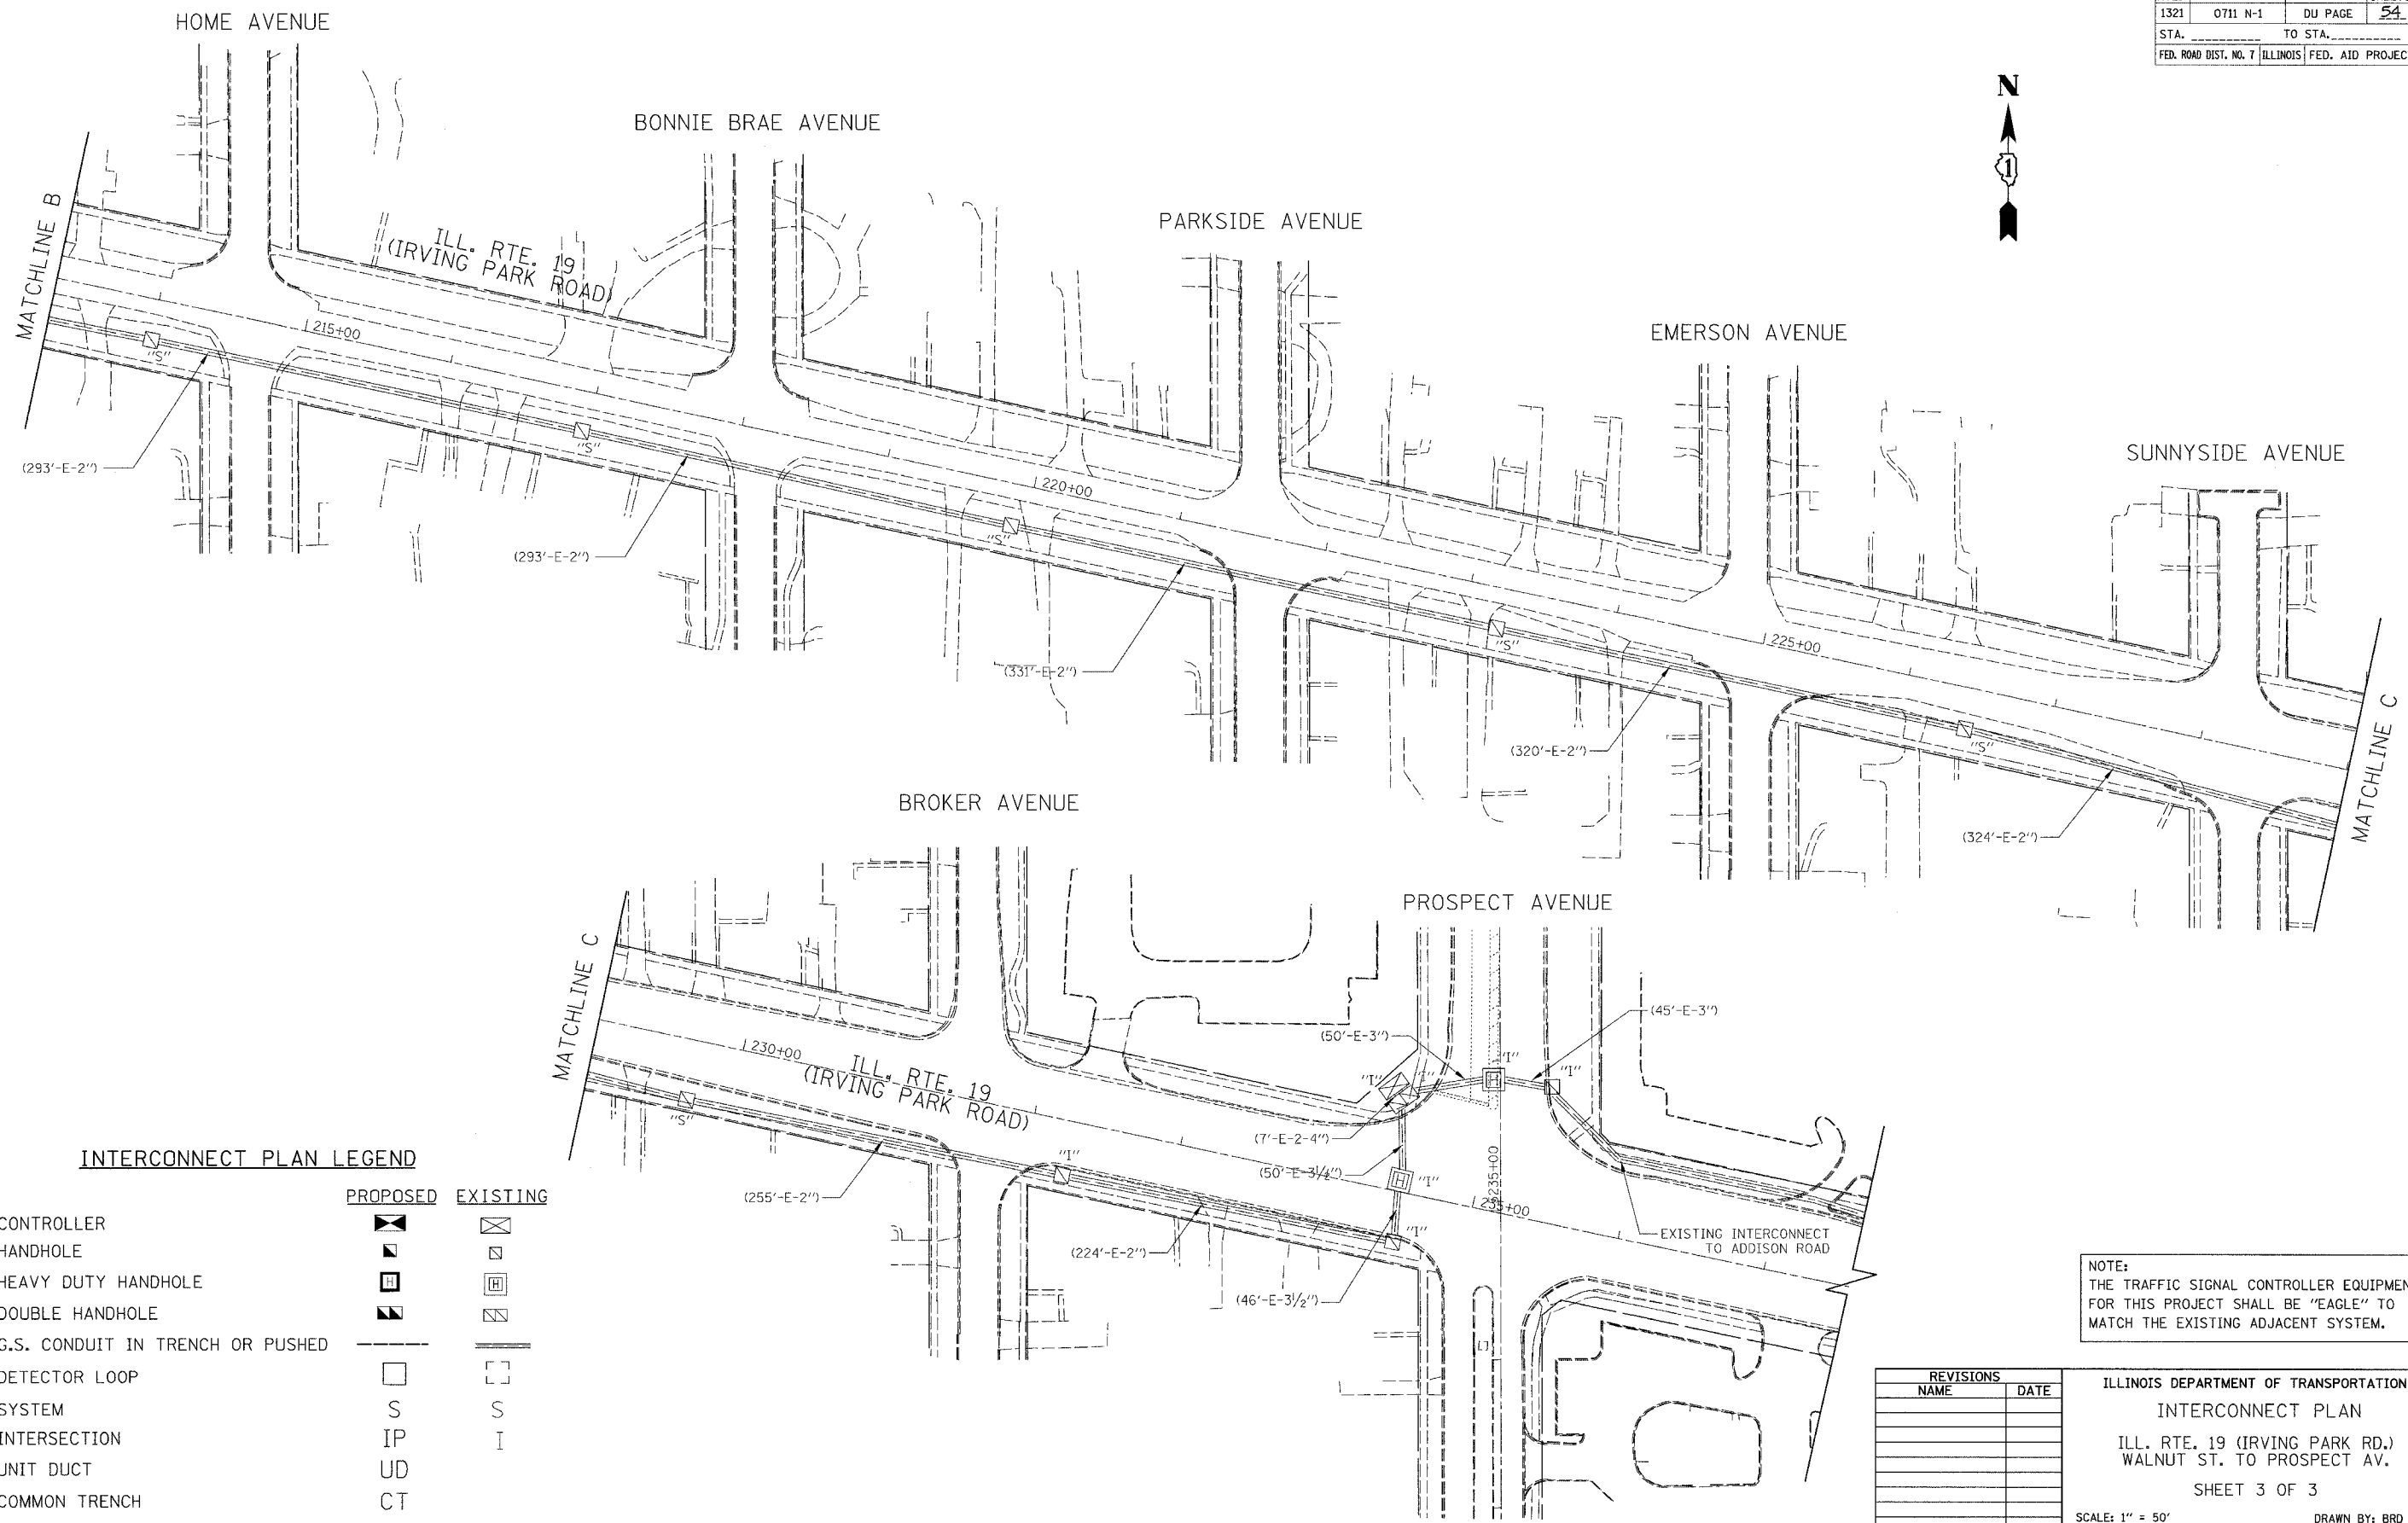 1321 0711 N-1 DU PAGE 54
STA. TO STA.
FED. ROAD DIST. NO. 7 ILLINOIS FED. AID PROJEC
HOME AVENUE
BONNIE BRAE AVENUE
PARKSIDE AVENUE
EMERSON AVENUE
SUNNYSIDE AVENUE
N
1
MATCHLINE B
ILL. RTE. 19
(IRVING PARK ROAD)
215+00
220+00
225+00
"S"
"S"
"S"
"S"
"S"
(293'-E-2")
(293'-E-2")
(331'-E-2")
(320'-E-2")
(324'-E-2")
MATCHLINE C
BROKER AVENUE
PROSPECT AVENUE
MATCHLINE C
230+00
ILL. RTE. 19
(IRVING PARK ROAD)
"S"
(255'-E-2")
"I"
(224'-E-2")
(50'-E-3")
(45'-E-3")
"I"
"I"
"I"
"I"
H
(7'-E-2-4")
(50'-E-3½")
H
"I"
"I"
(46'-E-3½")
235+00
235+00
EXISTING INTERCONNECT
TO ADDISON ROAD
INTERCONNECT PLAN LEGEND
PROPOSED EXISTING
CONTROLLER
HANDHOLE
HEAVY DUTY HANDHOLE H H
DOUBLE HANDHOLE
G.S. CONDUIT IN TRENCH OR PUSHED
DETECTOR LOOP
SYSTEM S S
INTERSECTION IP I
UNIT DUCT UD
COMMON TRENCH CT
NOTE:
THE TRAFFIC SIGNAL CONTROLLER EQUIPMEN
FOR THIS PROJECT SHALL BE "EAGLE" TO
MATCH THE EXISTING ADJACENT SYSTEM.
REVISIONS
NAME DATE
ILLINOIS DEPARTMENT OF TRANSPORTATION
INTERCONNECT PLAN
ILL. RTE. 19 (IRVING PARK RD.)
WALNUT ST. TO PROSPECT AV.
SHEET 3 OF 3
SCALE: 1" = 50' DRAWN BY: BRD